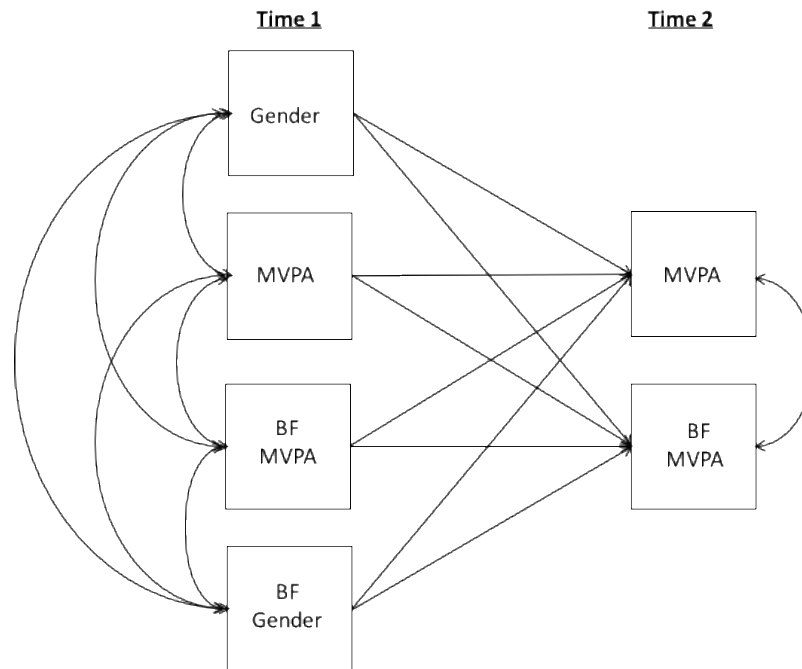 Time 1
Time 2
Gender
MVPA
MVPA
BF
MVPA
BF
MVPA
BF
Gender